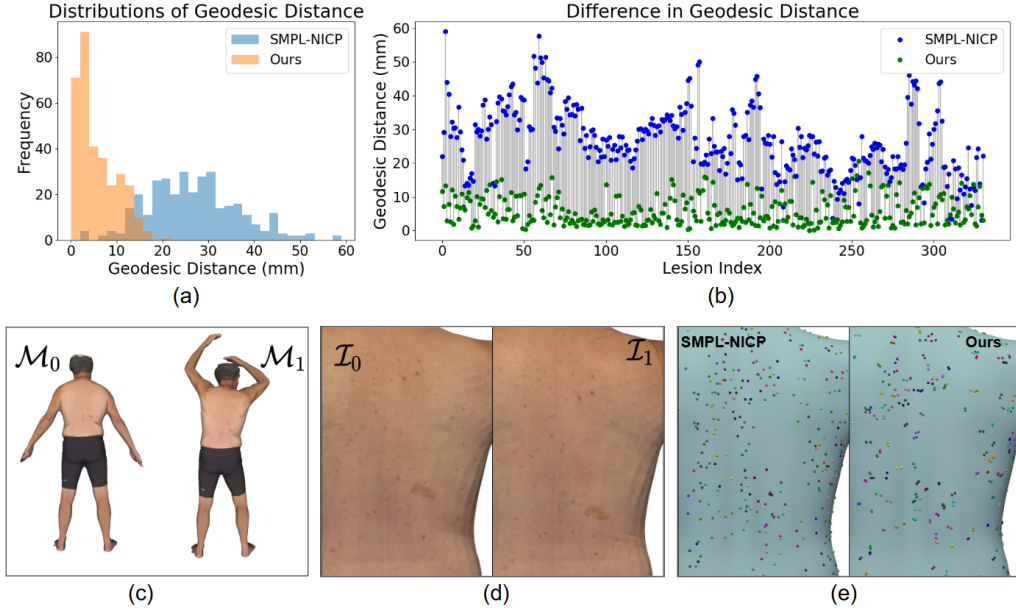 Distributions of Geodesic Distance
SMPL-NICP
Ours
Frequency
80
60
40
20
0
0 10 20 30 40 50 60
Geodesic Distance (mm)
(a)
Difference in Geodesic Distance
SMPL-NICP
Ours
Geodesic Distance (mm)
60
50
40
30
20
10
0
0 50 100 150 200 250 300
Lesion Index
(b)
M₀
M₁
(c)
I₀
I₁
(d)
SMPL-NICP
Ours
(e)